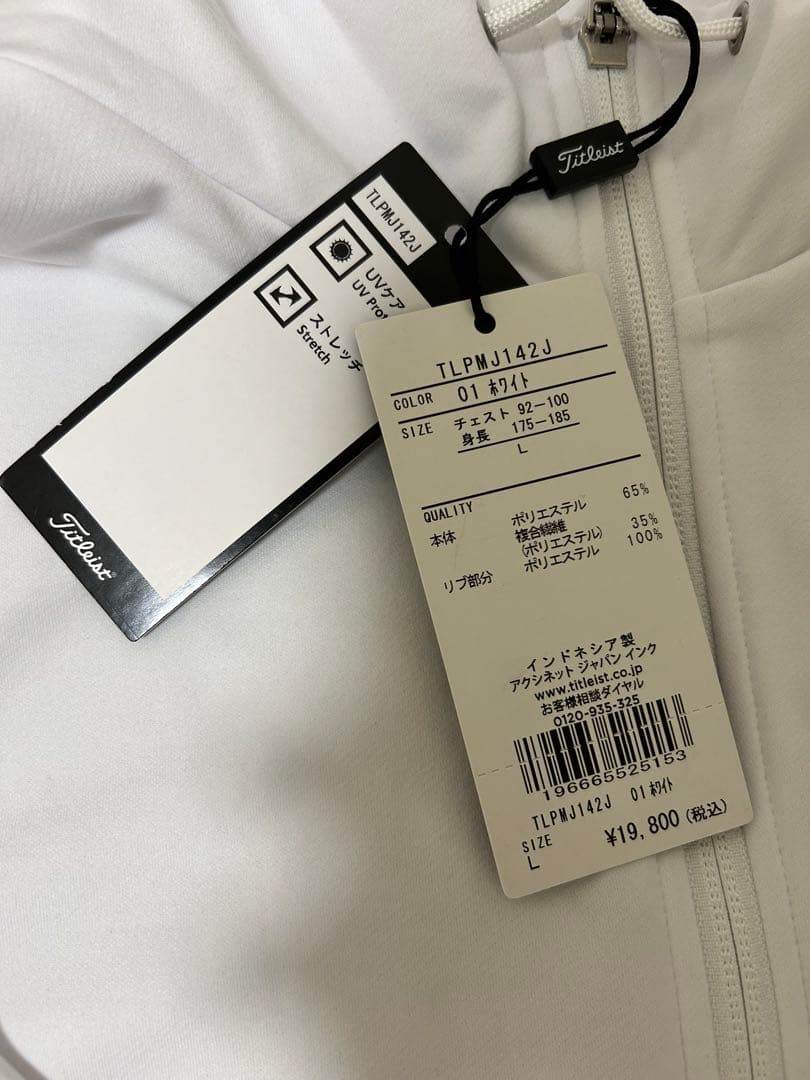 Titleist
TLPMJ142J
UVケア
UV
ストレッチ
Stretch
Titleist
TLPMJ142J
COLOR 01 ホワイト
SIZE チェスト 92-100
身長 175-185
L
QUALITY
本体 ポリエステル 65%
複合繊維 35%
(ポリエステル)
リブ部分 ポリエステル 100%
インドネシア製
アクシネット ジャパン インク
www.titleist.co.jp
お客様相談ダイヤル
0120-935-325
196665525153
TLPMJ142J 01 ホワイト
SIZE
L ¥19,800 (税込)